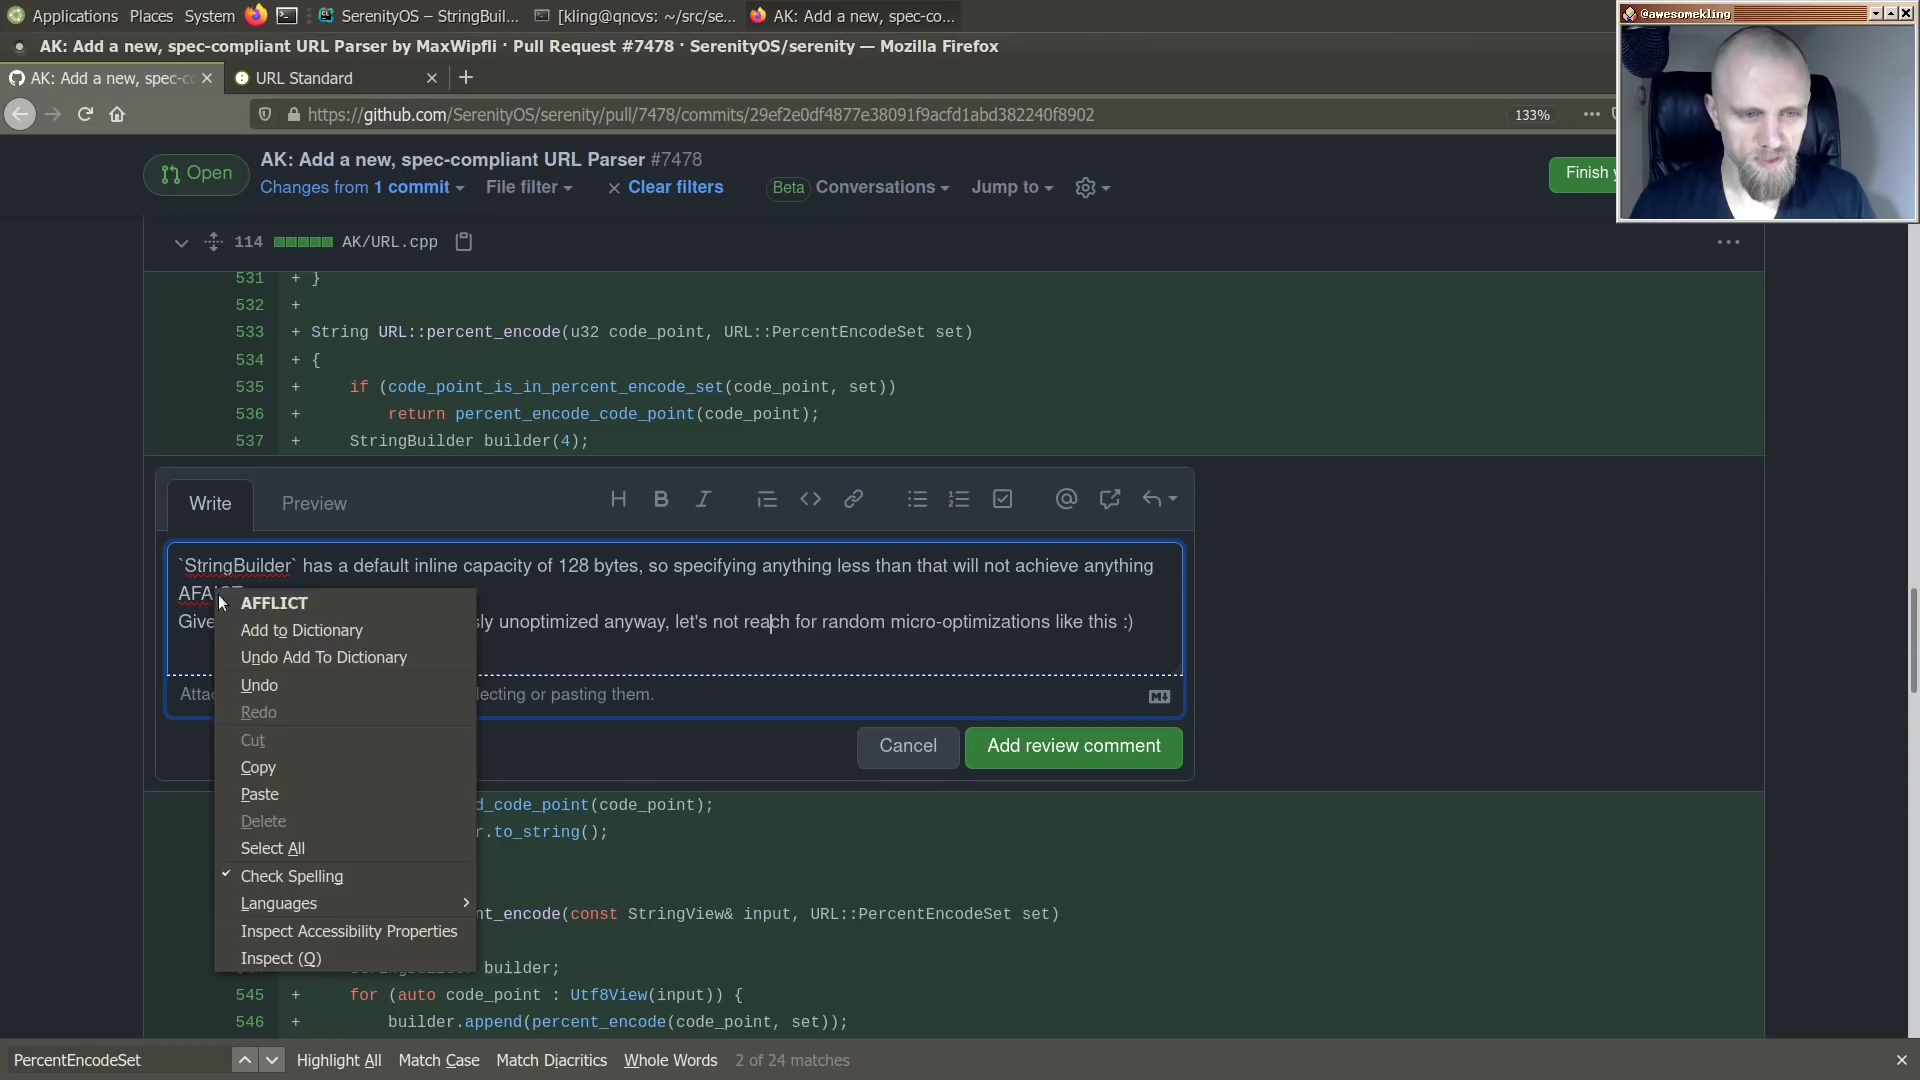 Applications Places System SerenityOS – StringBuil... [kling@qncvs: ~/src/se... AK: Add a new, spec-co...
@awesomekling
AK: Add a new, spec-compliant URL Parser by MaxWipfli · Pull Request #7478 · SerenityOS/serenity — Mozilla Firefox
AK: Add a new, spec-c URL Standard
https://github.com/SerenityOS/serenity/pull/7478/commits/29ef2e0df4877e38091f9acfd1abd382240f8902 133%
Open
AK: Add a new, spec-compliant URL Parser #7478
Changes from 1 commit File filter Clear filters Beta Conversations Jump to Finish
114 AK/URL.cpp
531 + }
532 +
533 + String URL::percent_encode(u32 code_point, URL::PercentEncodeSet set)
534 + {
535 + if (code_point_is_in_percent_encode_set(code_point, set))
536 + return percent_encode_code_point(code_point);
537 + StringBuilder builder(4);
Write Preview
`StringBuilder` has a default inline capacity of 128 bytes, so specifying anything less than that will not achieve anything
AFA
Give sly unoptimized anyway, let's not reach for random micro-optimizations like this :)
Attac lecting or pasting them.
Cancel Add review comment
AFFLICT
Add to Dictionary
Undo Add To Dictionary
Undo
Redo
Cut
Copy
Paste
Delete
Select All
Check Spelling
Languages
Inspect Accessibility Properties
Inspect (Q)
d_code_point(code_point);
r.to_string();
nt_encode(const StringView& input, URL::PercentEncodeSet set)
builder;
545 + for (auto code_point : Utf8View(input)) {
546 + builder.append(percent_encode(code_point, set));
PercentEncodeSet Highlight All Match Case Match Diacritics Whole Words 2 of 24 matches